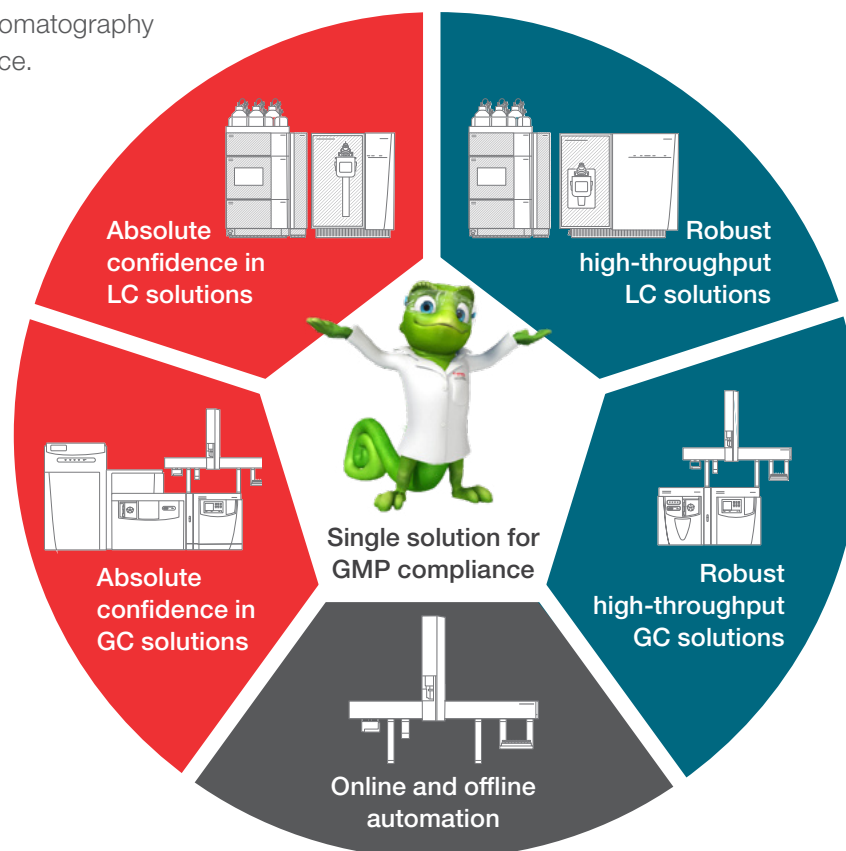 omatography
ce.
Absolute
confidence in
LC solutions
Robust
high-throughput
LC solutions
Absolute
confidence in
GC solutions
Single solution for
GMP compliance
Robust
high-throughput
GC solutions
Online and offline
automation